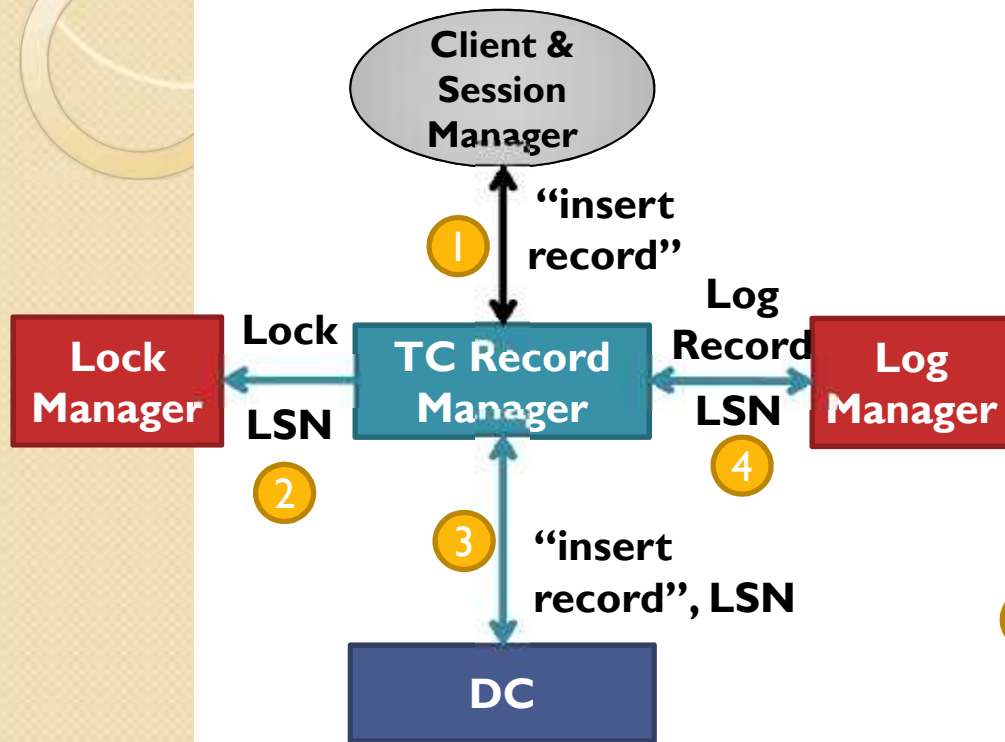 Client &
Session
Manager
1
“insert
record”
Lock
Manager
Lock
LSN
2
TC Record
Manager
Log
Record
LSN
4
Log
Manager
3
“insert
record”, LSN
DC